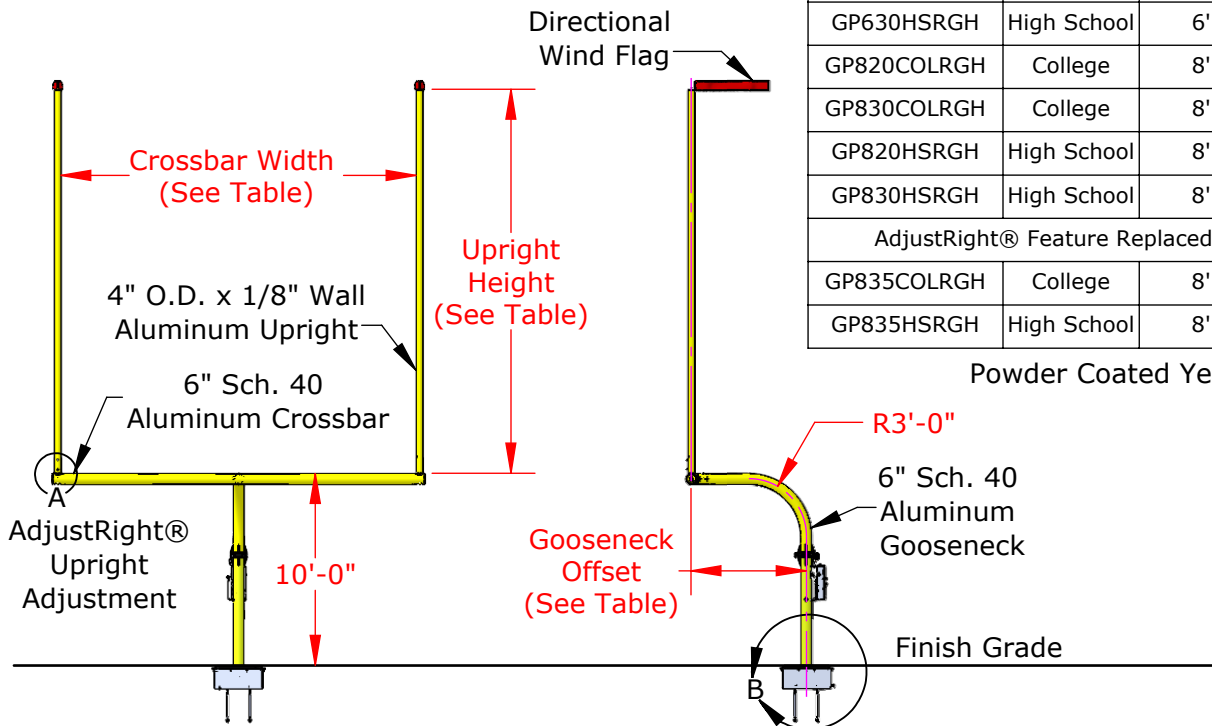 Directional
Wind Flag
GP630HSRGH High School 6'
GP820COLRGH College 8'
GP830COLRGH College 8'
GP820HSRGH High School 8'
GP830HSRGH High School 8'
AdjustRight® Feature Replaced
GP835COLRGH College 8'
GP835HSRGH High School 8'
Powder Coated Ye
Crossbar Width
(See Table)
Upright
Height
(See Table)
4" O.D. x 1/8" Wall
Aluminum Upright
6" Sch. 40
Aluminum Crossbar
A
AdjustRight®
Upright
Adjustment
10'-0"
R3'-0"
6" Sch. 40
Aluminum
Gooseneck
Gooseneck
Offset
(See Table)
Finish Grade
B